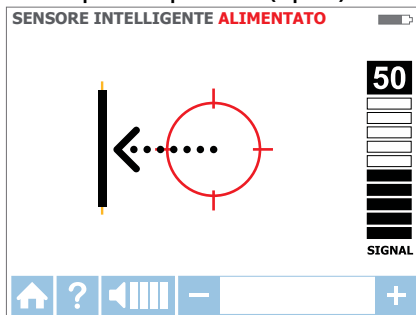 SENSORE INTELLIGENTE ALIMENTATO
50
SIGNAL
?
−
+